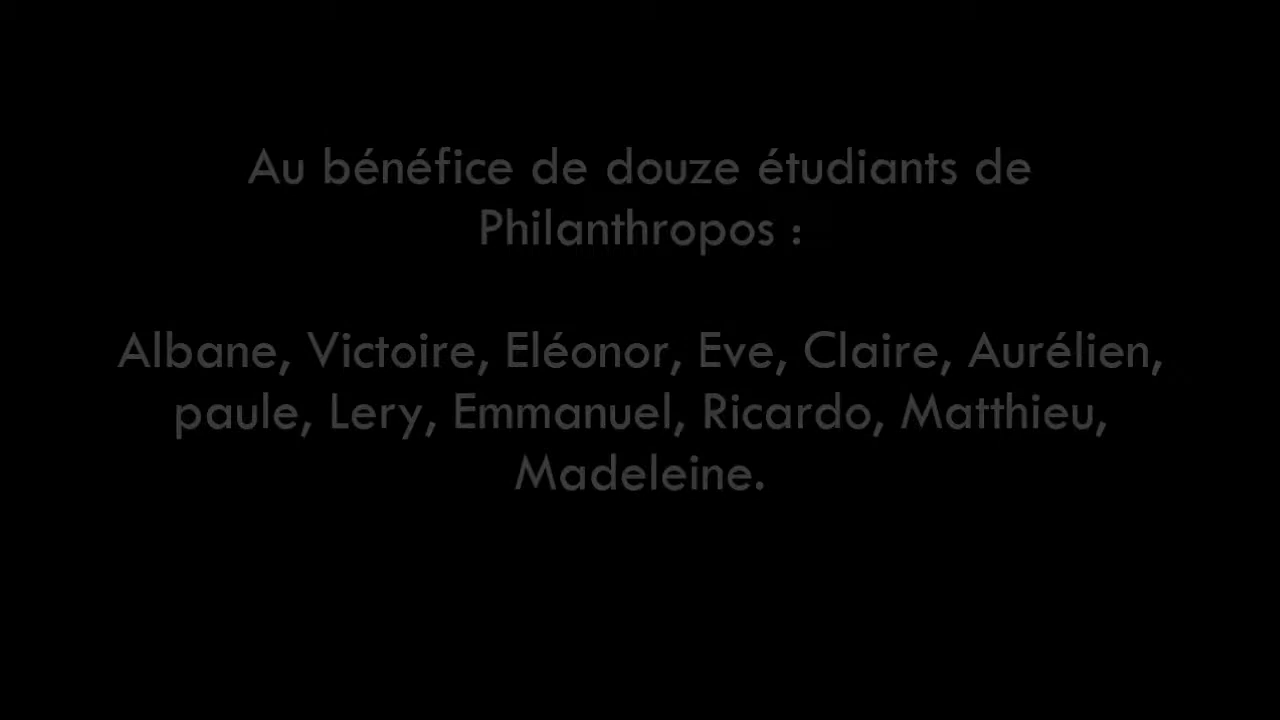 Au bénéfice de douze étudiants de
Philanthropos :
Albane, Victoire, Eléonor, Eve, Claire, Aurélien,
paule, Lery, Emmanuel, Ricardo, Matthieu,
Madeleine.